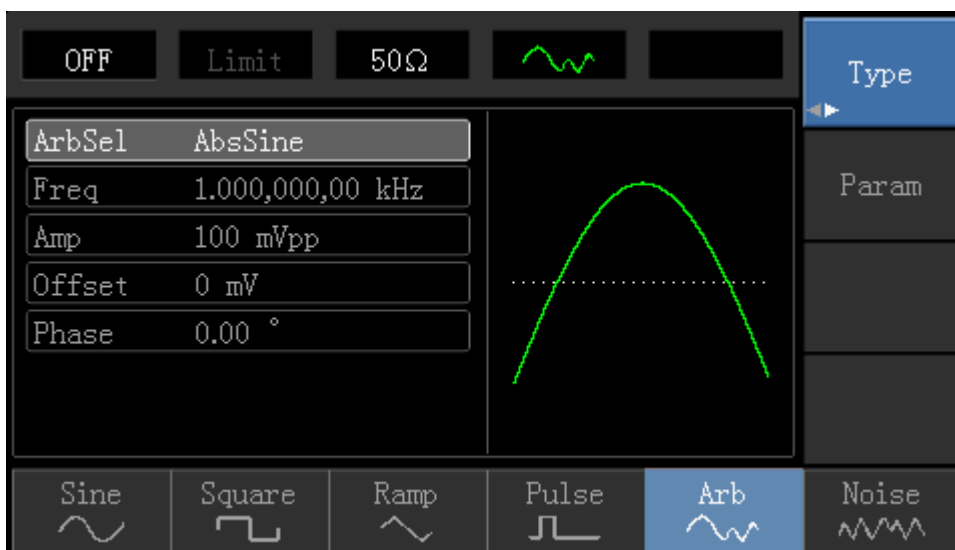 OFF Limit 50Ω Type
ArbSel AbsSine
Freq 1.000,000,00 kHz
Param
Amp 100 mVpp
Offset 0 mV
Phase 0.00 °
Sine Square Ramp Pulse Arb Noise